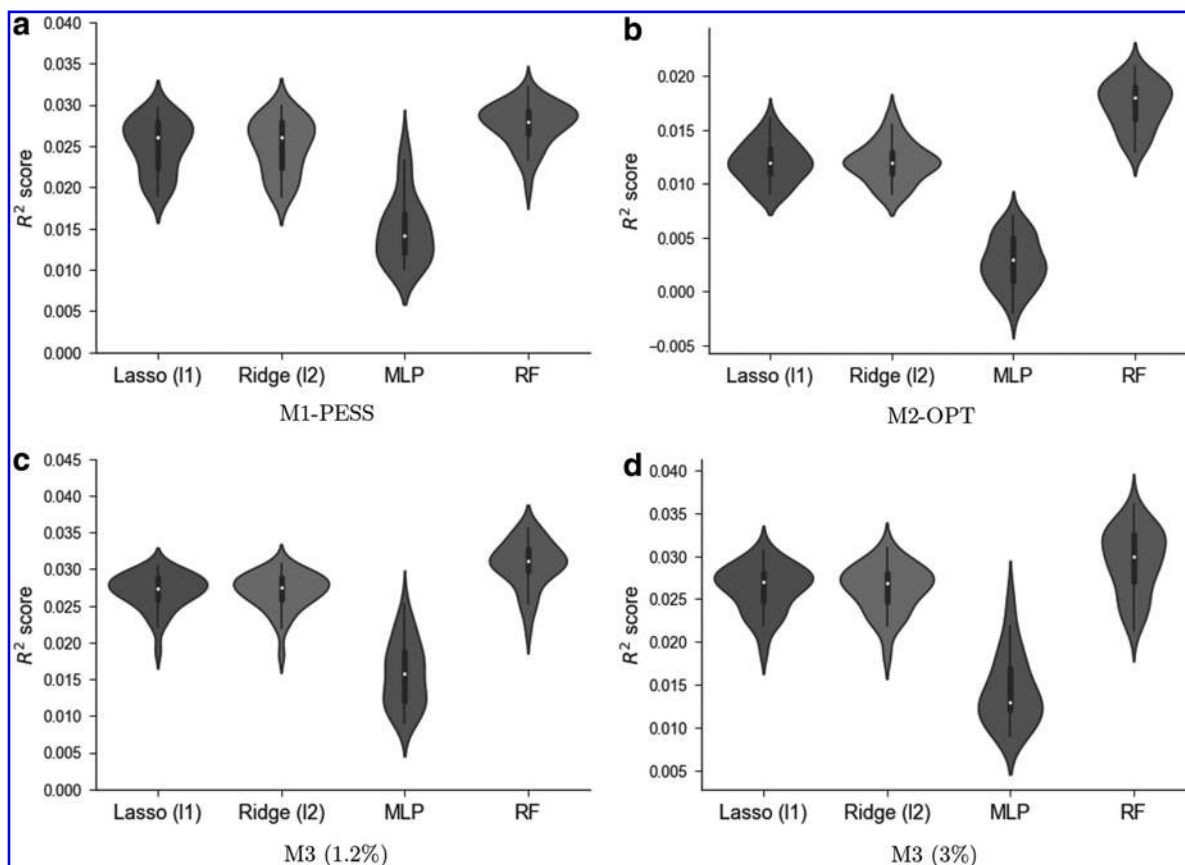 a
0.040
0.035
0.030
0.025
0.020
0.015
0.010
0.005
0.000
R² score
Lasso (l1) Ridge (l2) MLP RF
M1-PESS
b
0.020
0.015
0.010
0.005
0.000
−0.005
R² score
Lasso (l1) Ridge (l2) MLP RF
M2-OPT
c
0.045
0.040
0.035
0.030
0.025
0.020
0.015
0.010
0.005
0.000
R² score
Lasso (l1) Ridge (l2) MLP RF
M3 (1.2%)
d
0.040
0.035
0.030
0.025
0.020
0.015
0.010
0.005
R² score
Lasso (l1) Ridge (l2) MLP RF
M3 (3%)